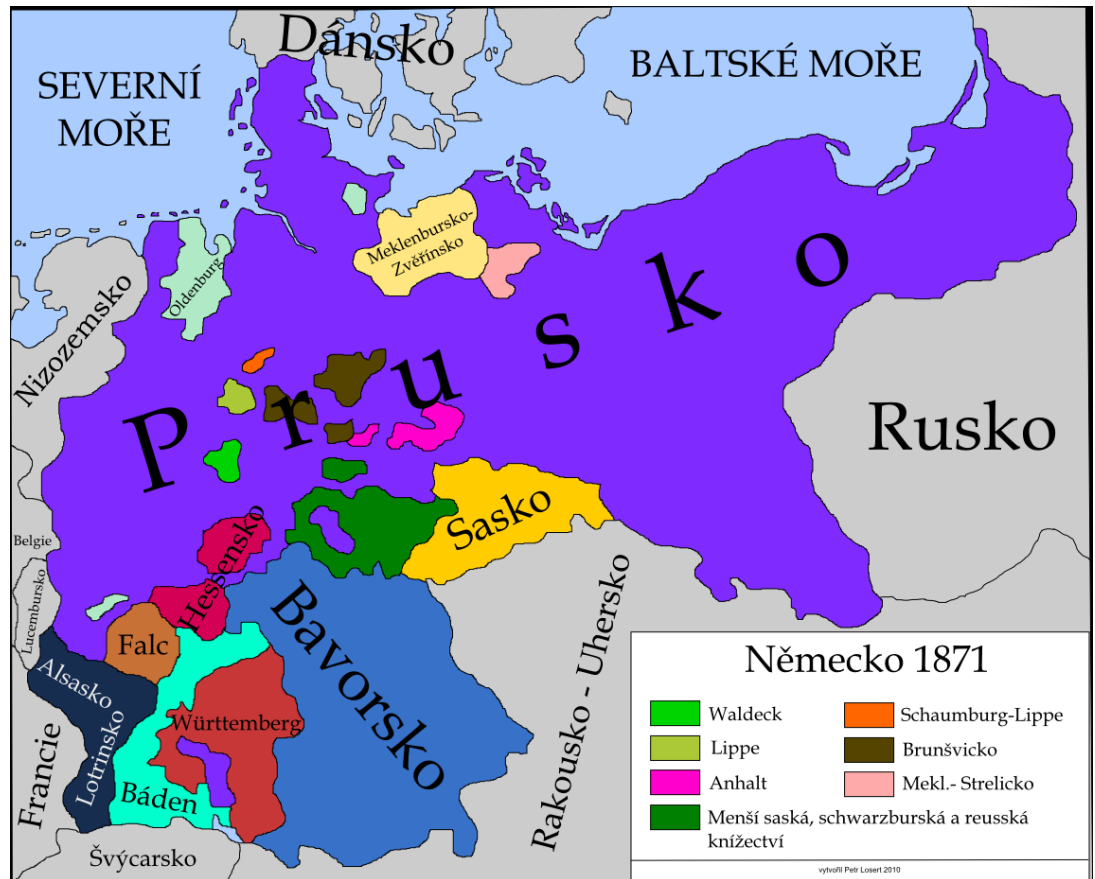 Dánsko
SEVERNÍ
MOŘE
BALTSKÉ MOŘE
Meklenbursko-
Zvěřínsko
Oldenburg
Nizozemsko
Prusko
Rusko
Sasko
Belgie
Hessensko
Lucembursko
Falc
Bavorsko
Rakousko - Uhersko
Alsasko
Lotrinsko
Württemberg
Francie
Báden
Švýcarsko
Německo 1871
Waldeck
Schaumburg-Lippe
Lippe
Brunšvicko
Anhalt
Mekl.- Strelicko
Menší saská, schwarzburská a reusská
knížectví
vytvořil Petr Losert 2010